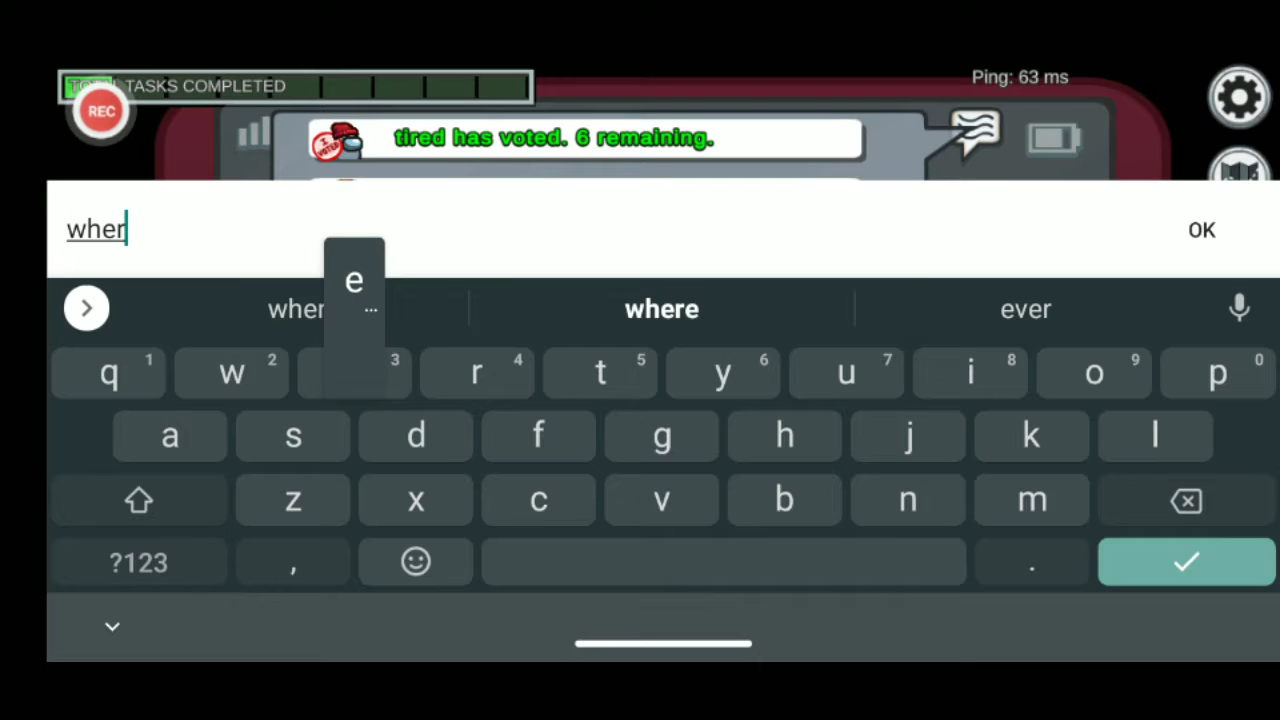 TOTAL TASKS COMPLETED
Ping: 63 ms
REC
tired has voted. 6 remaining.
wher
OK
wher where ever
q 1 w 2 3 r 4 t 5 y 6 u 7 i 8 o 9 p 0
e
...
a s d f g h j k l
z x c v b n m
?123 , .